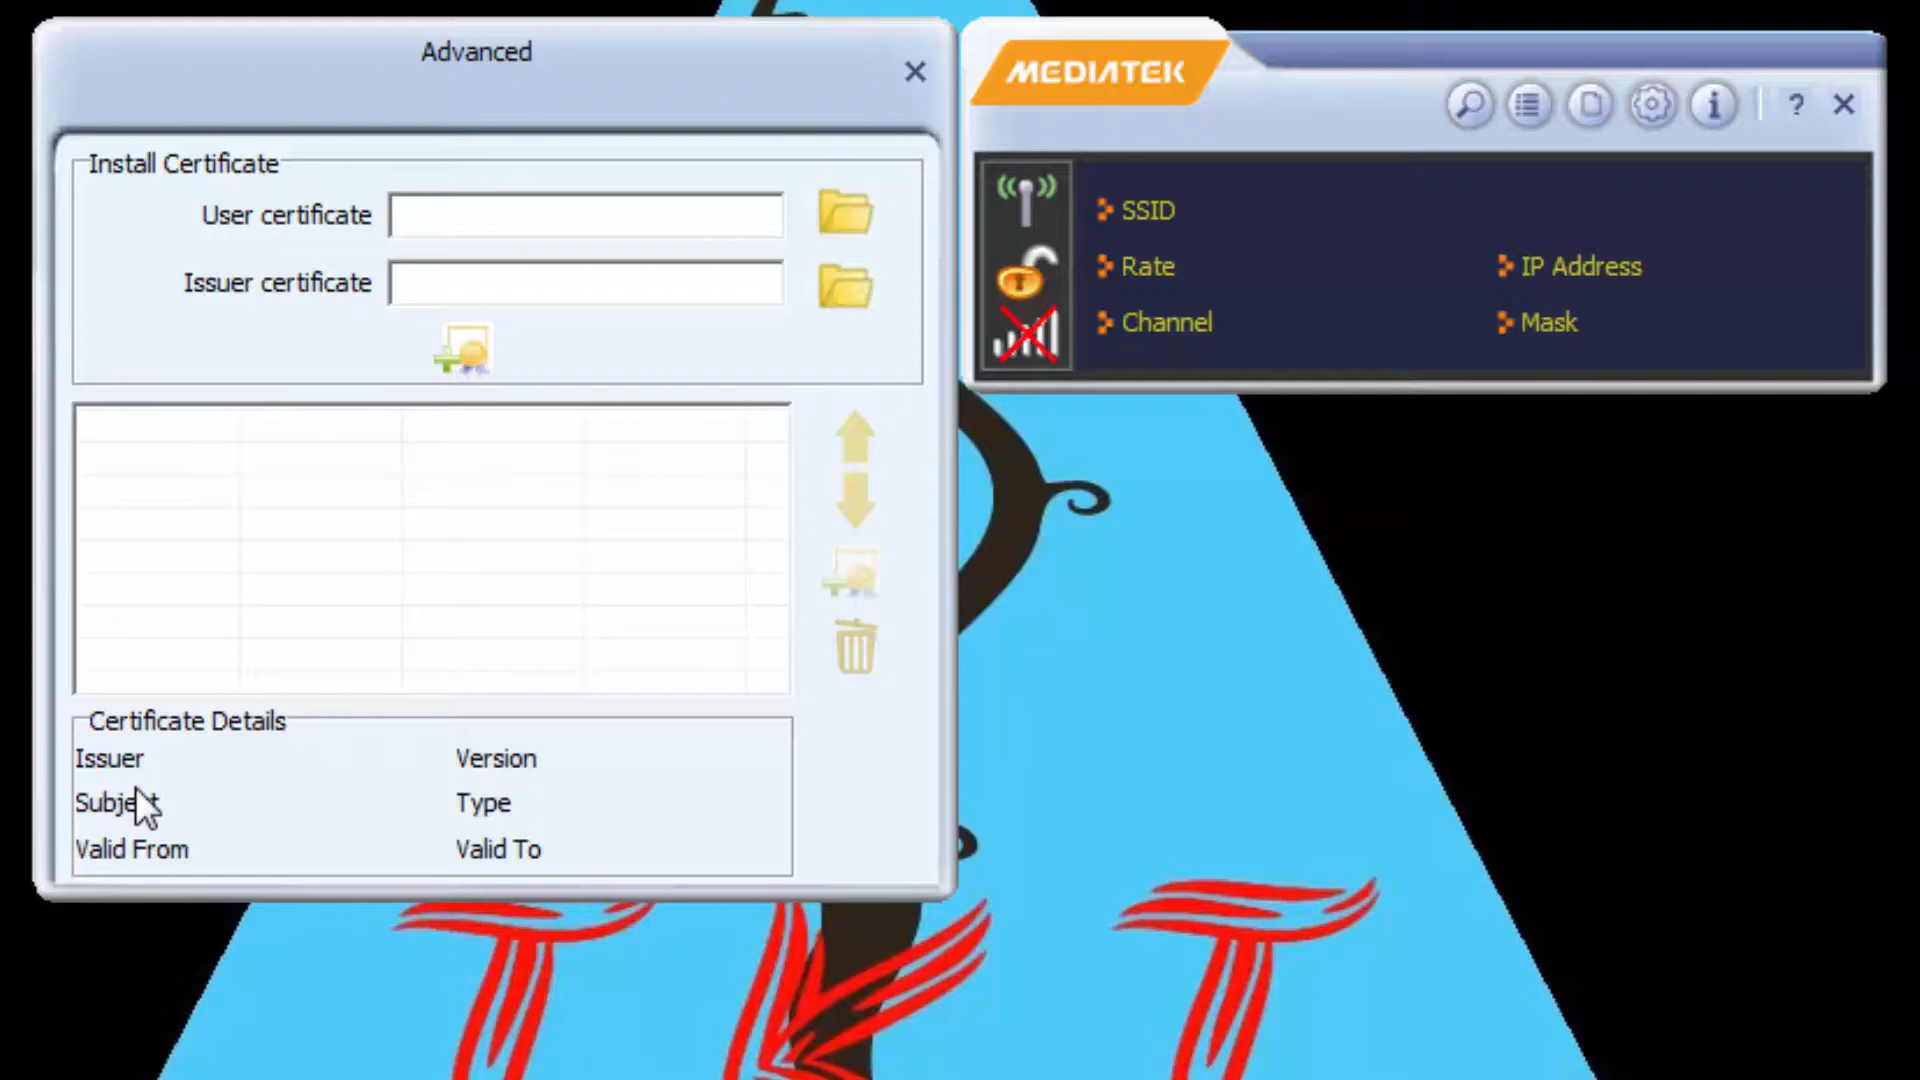 Advanced
Install Certificate
User certificate
Issuer certificate
Certificate Details
Issuer
Version
Subject
Type
Valid From
Valid To
MEDIATEK
?
SSID
Rate
IP Address
Channel
Mask
T K T